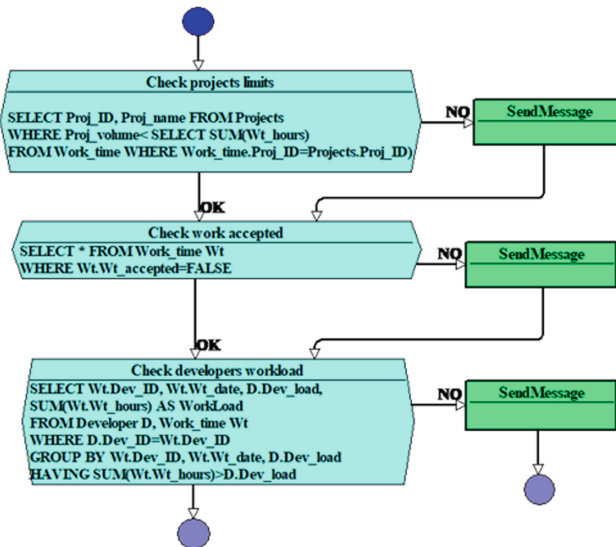 Check projects limits
SELECT Proj_ID, Proj_name FROM Projects
WHERE Proj_volume< SELECT SUM(Wt_hours)
FROM Work_time WHERE Work_time.Proj_ID=Projects.Proj_ID)
NO
SendMessage
OK
Check work accepted
SELECT * FROM Work_time Wt
WHERE Wt.Wt_accepted=FALSE
NO
SendMessage
OK
Check developers workload
SELECT Wt.Dev_ID, Wt.Wt_date, D.Dev_load,
SUM(Wt.Wt_hours) AS WorkLoad
FROM Developer D, Work_time Wt
WHERE D.Dev_ID=Wt.Dev_ID
GROUP BY Wt.Dev_ID, Wt.Wt_date, D.Dev_load
HAVING SUM(Wt.Wt_hours)>D.Dev_load
NO
SendMessage